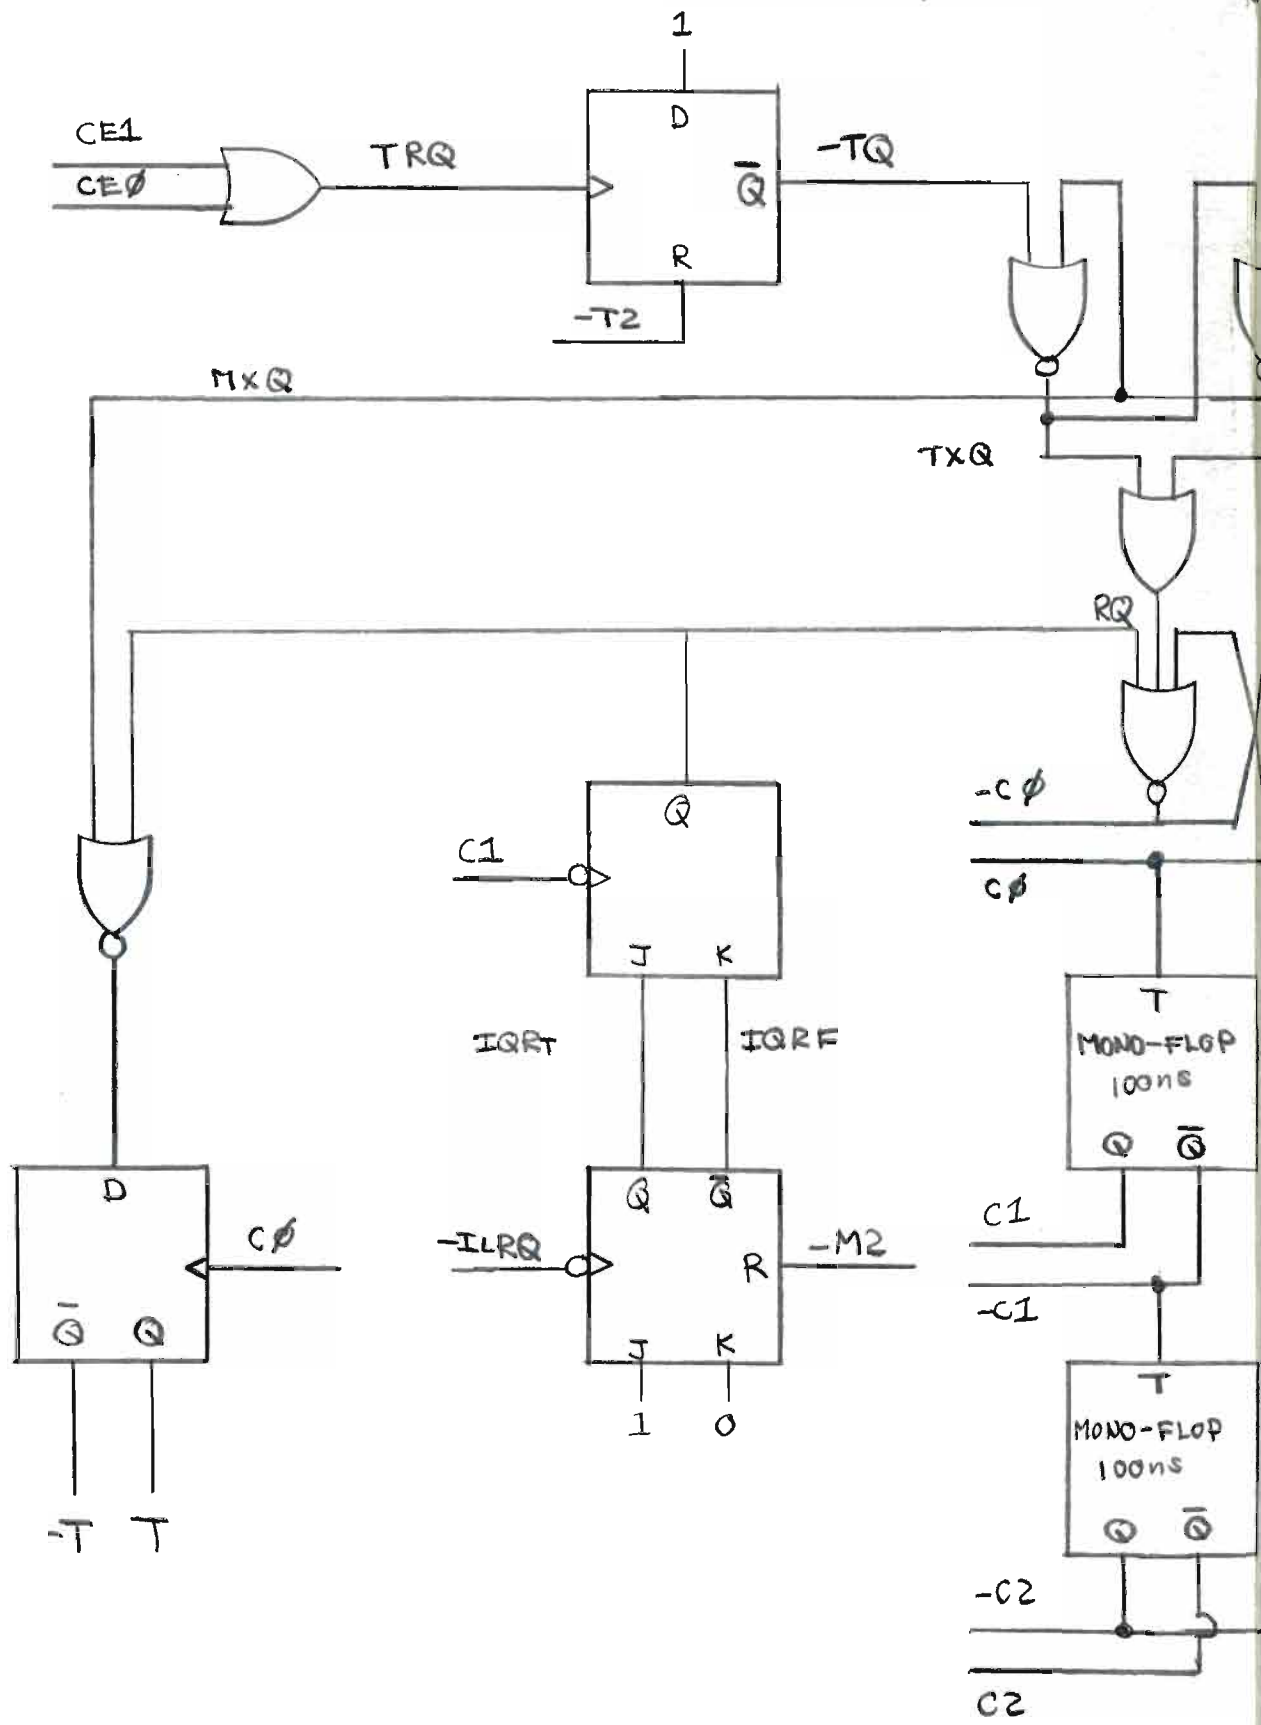 1
CE1
CEØ
TRQ
D
Q̅
R
-TQ
-T2
MXQ
TXQ
RQ
-CØ
CØ
Q
C1
J K
IQRT IQRF
T
MONO-FLOP
100ns
Q Q̅
C1
-C1
D
CØ
Q̅ Q
-T T
Q Q̅
-ILRQ
R
-M2
J K
1 0
T
MONO-FLOP
100ns
Q Q̅
-C2
C2